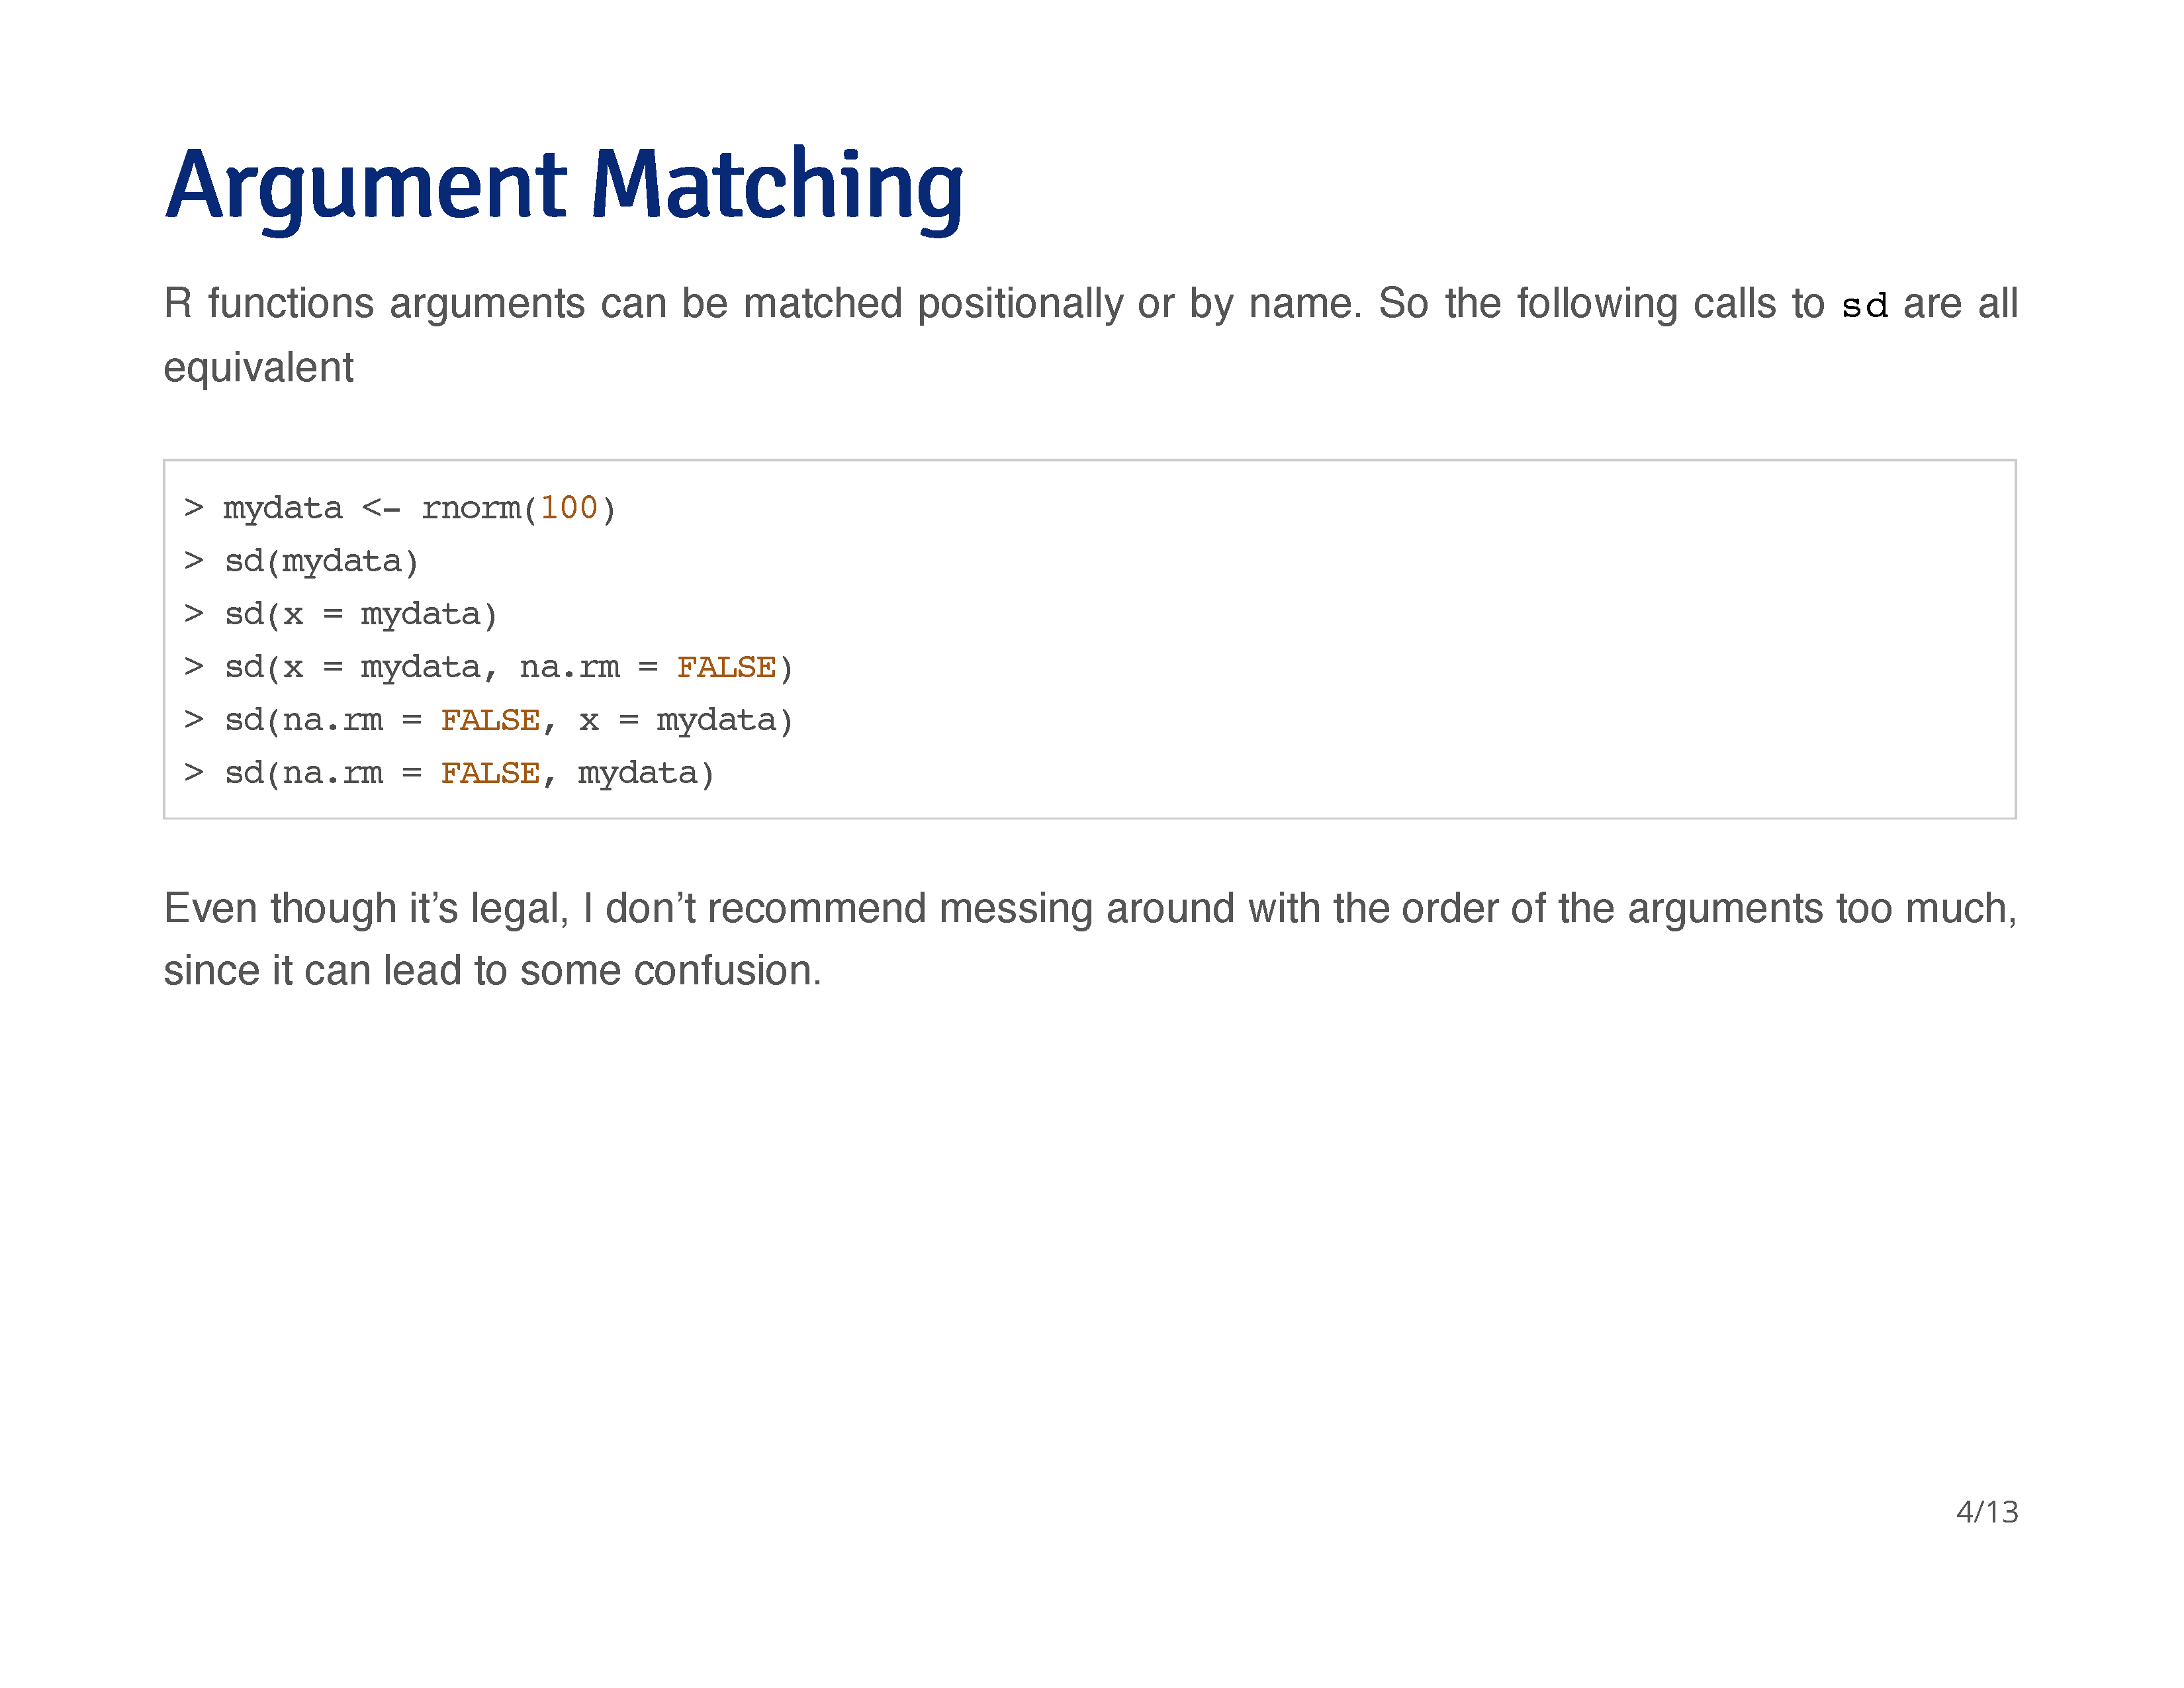 Argument Matching
R functions arguments can be matched positionally or by name. So the following calls to sd are all
equivalent
> mydata <- rnorm(100)
> sd(mydata)
> sd(x = mydata)
> sd(x = mydata, na.rm = FALSE)
> sd(na.rm = FALSE, x = mydata)
> sd(na.rm = FALSE, mydata)
Even though it’s legal, I don’t recommend messing around with the order of the arguments too much,
since it can lead to some confusion.
4/13